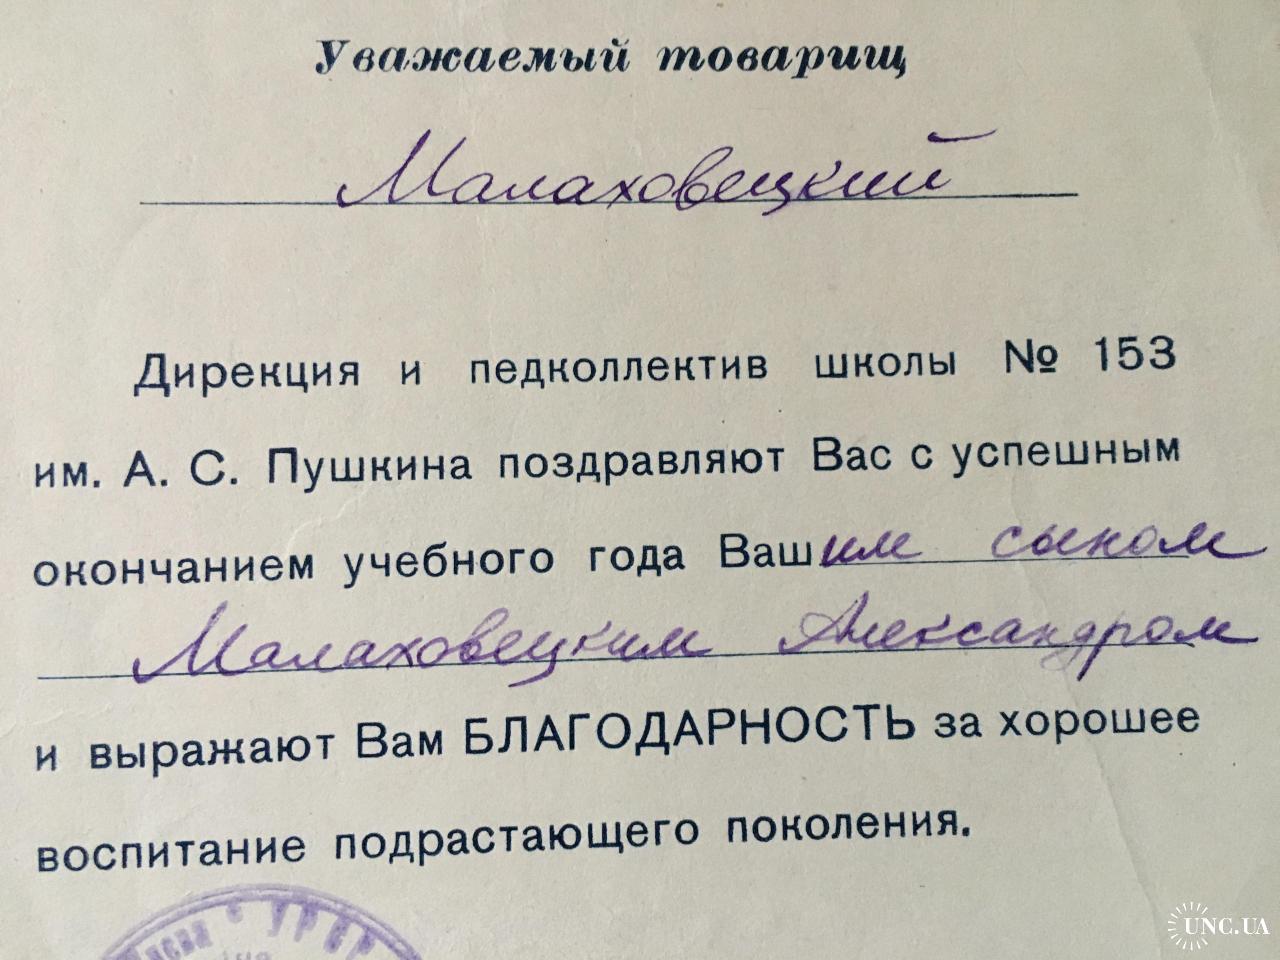 Уважаемый товарищ
Малаховецкий
Дирекция и педколлектив школы № 153
им. А. С. Пушкина поздравляют Вас с успешным
окончанием учебного года Вашим сыном
Малаховецким Александром
и выражают Вам БЛАГОДАРНОСТЬ за хорошее
воспитание подрастающего поколения.
УРСР
UNC.UA